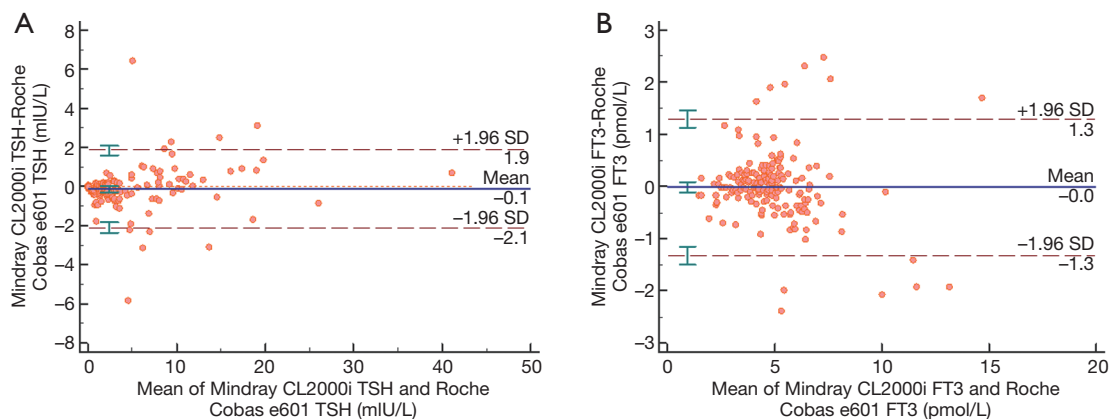 A
Mindray CL2000i TSH-Roche
Cobas e601 TSH (mIU/L)
8
6
4
2
0
−2
−4
−6
−8
+1.96 SD
1.9
Mean
−0.1
−1.96 SD
−2.1
0 10 20 30 40 50
Mean of Mindray CL2000i TSH and Roche
Cobas e601 TSH (mIU/L)
B
Mindray CL2000i FT3-Roche
Cobas e601 FT3 (pmol/L)
3
2
1
0
−1
−2
−3
+1.96 SD
1.3
Mean
−0.0
−1.96 SD
−1.3
0 5 10 15 20
Mean of Mindray CL2000i FT3 and Roche
Cobas e601 FT3 (pmol/L)